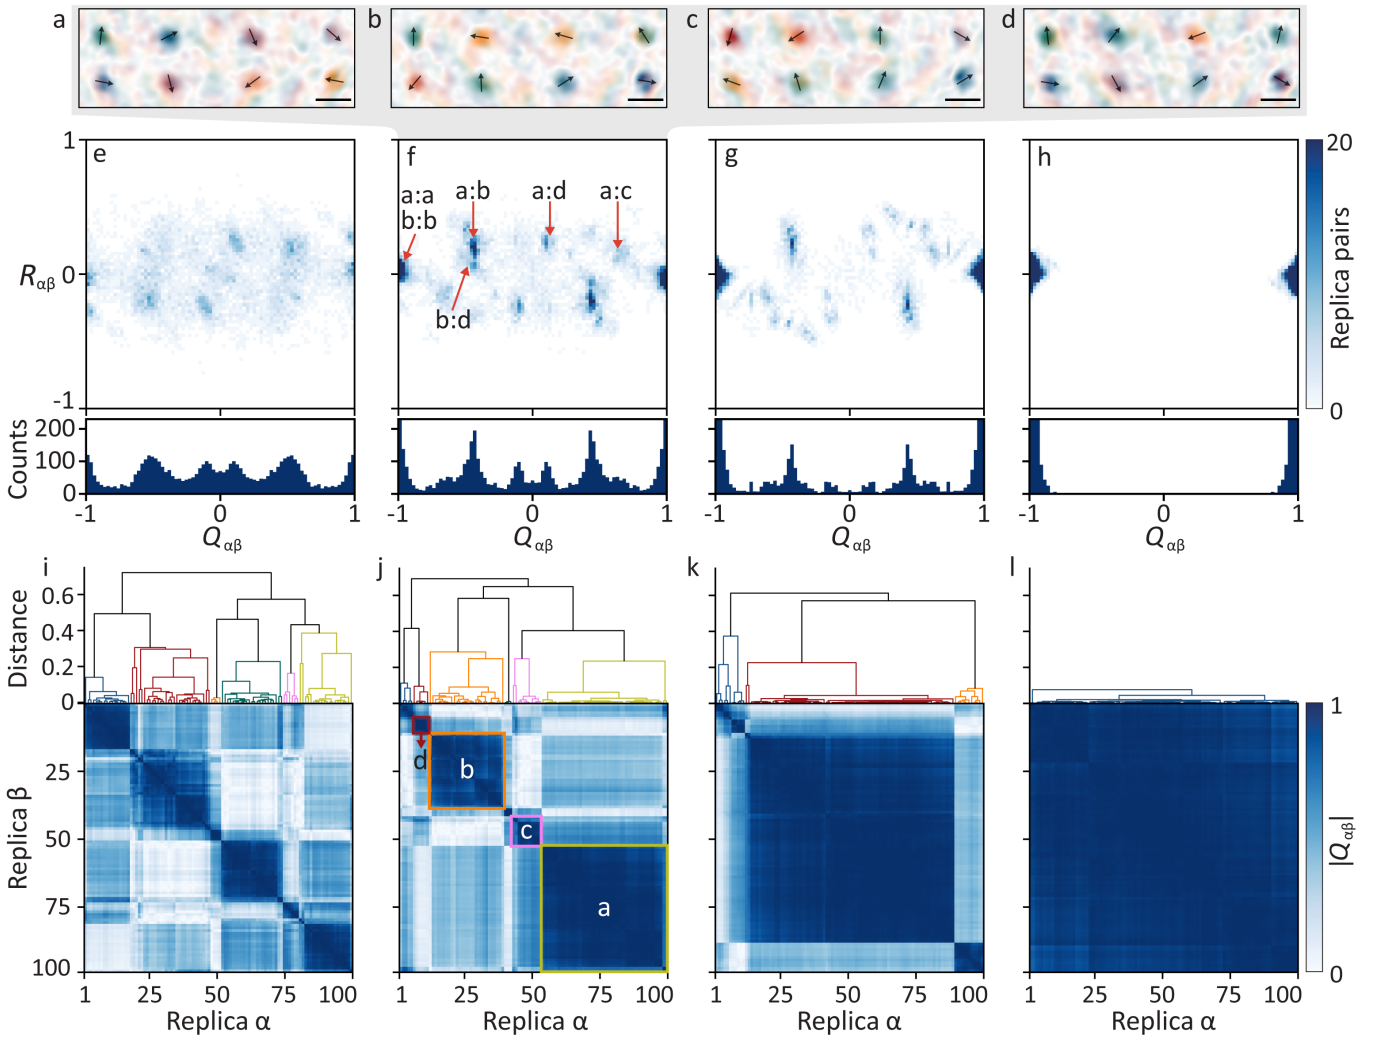 a b c d
1 e f g h 20
a:a a:b a:d a:c
b:b
Rαβ 0
b:d
Replica pairs
-1 0
Counts 200
100
0
-1 0 1 -1 0 1 -1 0 1 -1 0 1
Qαβ Qαβ Qαβ Qαβ
i j k l
Distance 0.6
0.4
0.2
0 1
d b
25
c
Replica β 50 |Qαβ|
75 a
100 0
1 25 50 75 100 1 25 50 75 100 1 25 50 75 100 1 25 50 75 100
Replica α Replica α Replica α Replica α